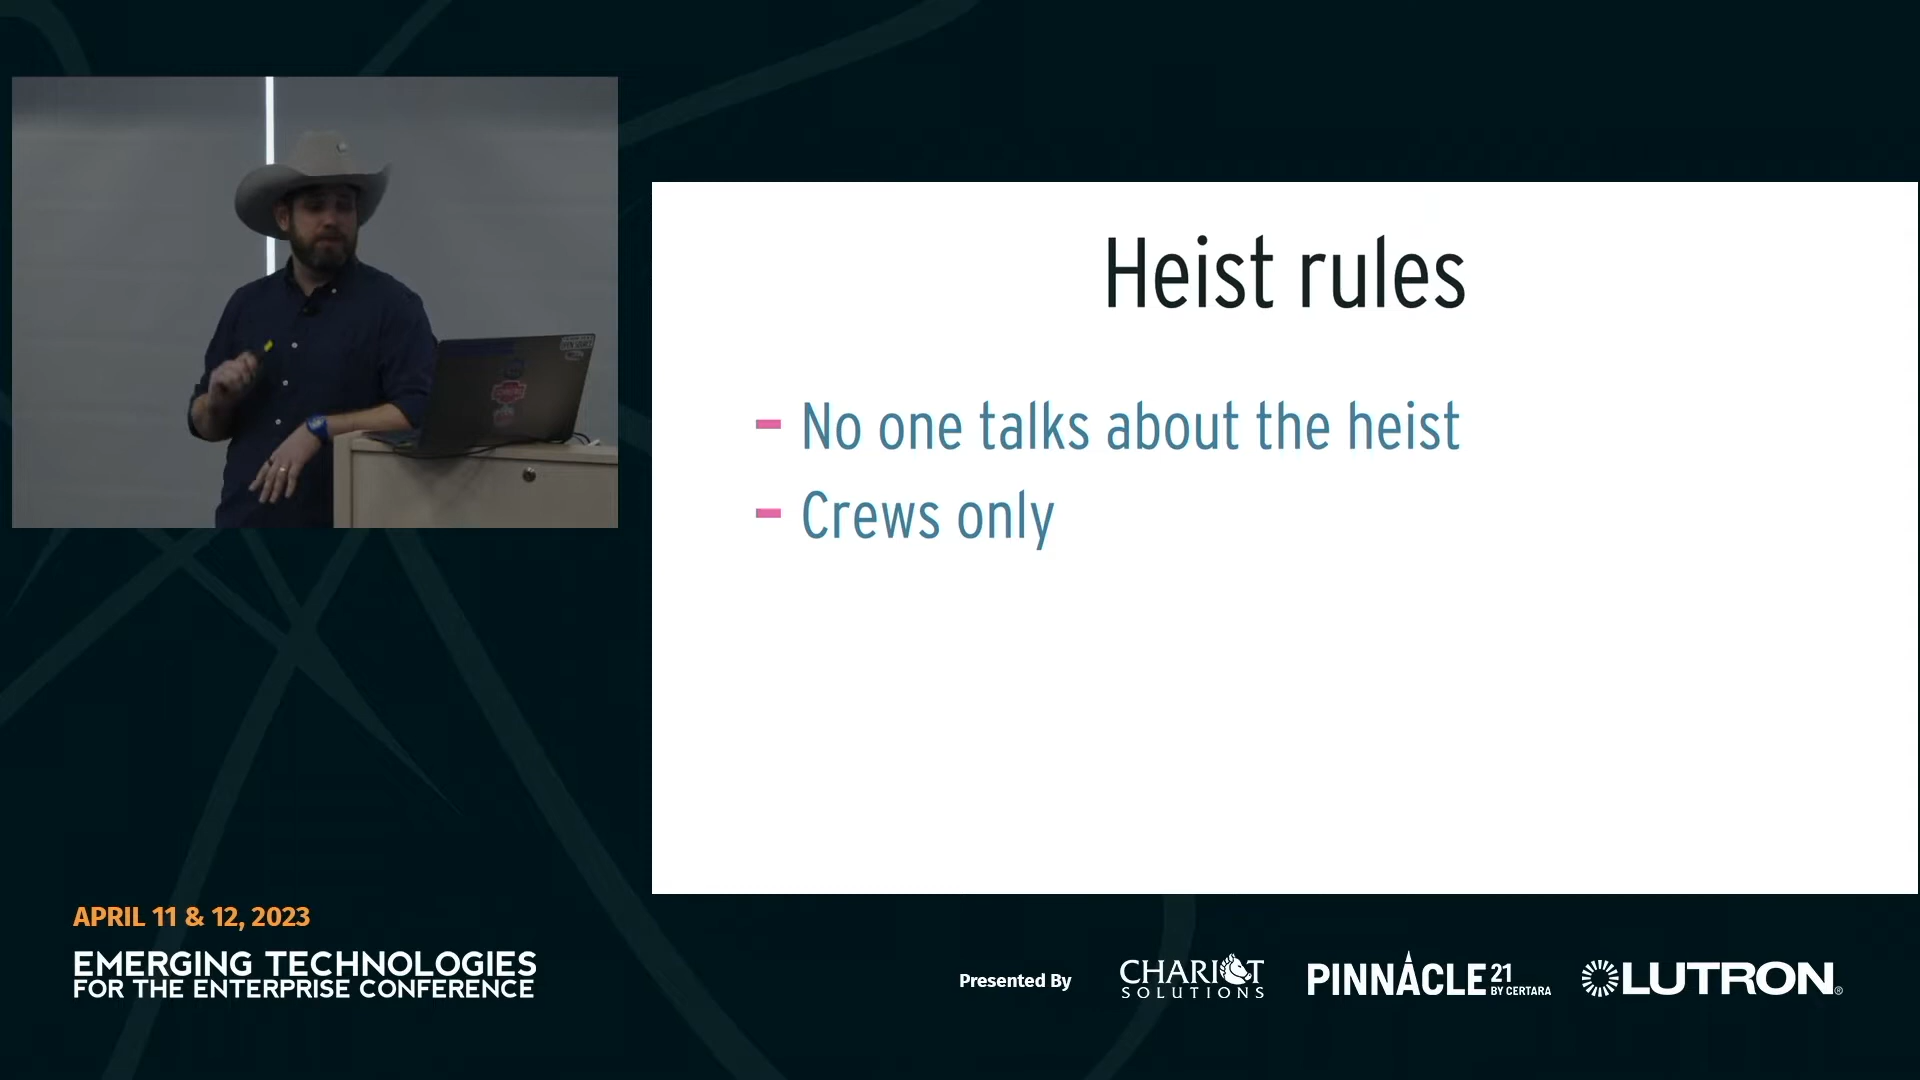 Heist rules
- No one talks about the heist
- Crews only
APRIL 11 & 12, 2023
EMERGING TECHNOLOGIES
FOR THE ENTERPRISE CONFERENCE
Presented By
CHARIOT
SOLUTIONS
PINNACLE 21
BY CERTARA
LUTRON®